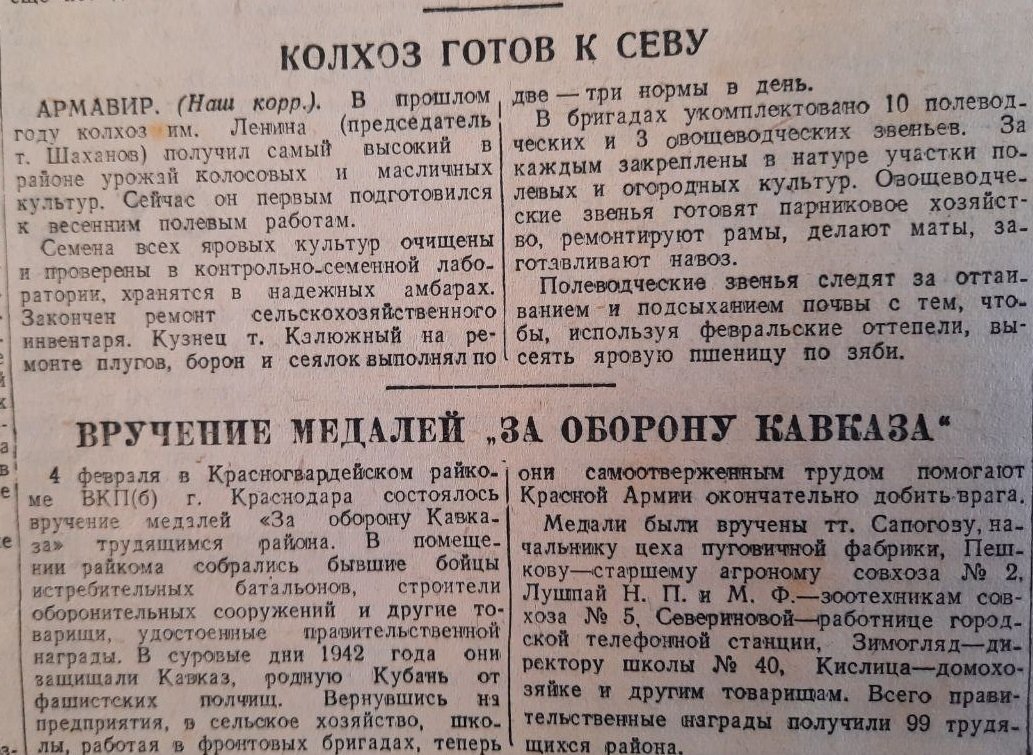 КОЛХОЗ ГОТОВ К СЕВУ
АРМАВИР. (Наш корр.). В прошлом
году колхоз им. Ленина (председатель
т. Шаханов) получил самый высокий в
районе урожай колосовых и масличных
культур. Сейчас он первым подготовился
к весенним полевым работам.
Семена всех яровых культур очищены
и проверены в контрольно-семенной лабо-
ратории, хранятся в надежных амбарах.
Закончен ремонт сельскохозяйственного
инвентаря. Кузнец т. Калюжный на ре-
монте плугов, борон и сеялок выполнял по
две — три нормы в день.
В бригадах укомплектовано 10 полевод-
ческих и 3 овощеводческих звеньев. За
каждым закреплены в натуре участки по-
левых и огородных культур. Овощеводче-
ские звенья готовят парниковое хозяйст-
во, ремонтируют рамы, делают маты, за-
готавливают навоз.
Полеводческие звенья следят за оттаи-
ванием и подсыханием почвы с тем, что-
бы, используя февральские оттепели, вы-
сеять яровую пшеницу по зяби.
ВРУЧЕНИЕ МЕДАЛЕЙ „ЗА ОБОРОНУ КАВКАЗА“
4 февраля в Красногвардейском райко-
ме ВКП(б) г. Краснодара состоялось
вручение медалей «За оборону Кавка-
за» трудящимся района. В помеще-
нии райкома собрались бывшие бойцы
истребительных батальонов, строители
оборонительных сооружений и другие то-
варищи, удостоенные правительственной
награды. В суровые дни 1942 года они
защищали Кавказ, родную Кубань от
фашистских полчищ. Вернувшись на
предприятия, в сельское хозяйство, шко-
лы, работая в фронтовых бригадах, теперь
они самоотверженным трудом помогают
Красной Армии окончательно добить врага.
Медали были вручены тт. Сапогову, на-
чальнику цеха пуговичной фабрики, Пеш-
кову—старшему агроному совхоза № 2,
Лушпай Н. П. и М. Ф.—зоотехникам сов-
хоза № 5, Севериновой—работнице город-
ской телефонной станции, Зимогляд—ди-
ректору школы № 40, Кислица—домохо-
зяйке и другим товарищам. Всего прави-
тельственные награды получили 99 трудя-
щихся района.